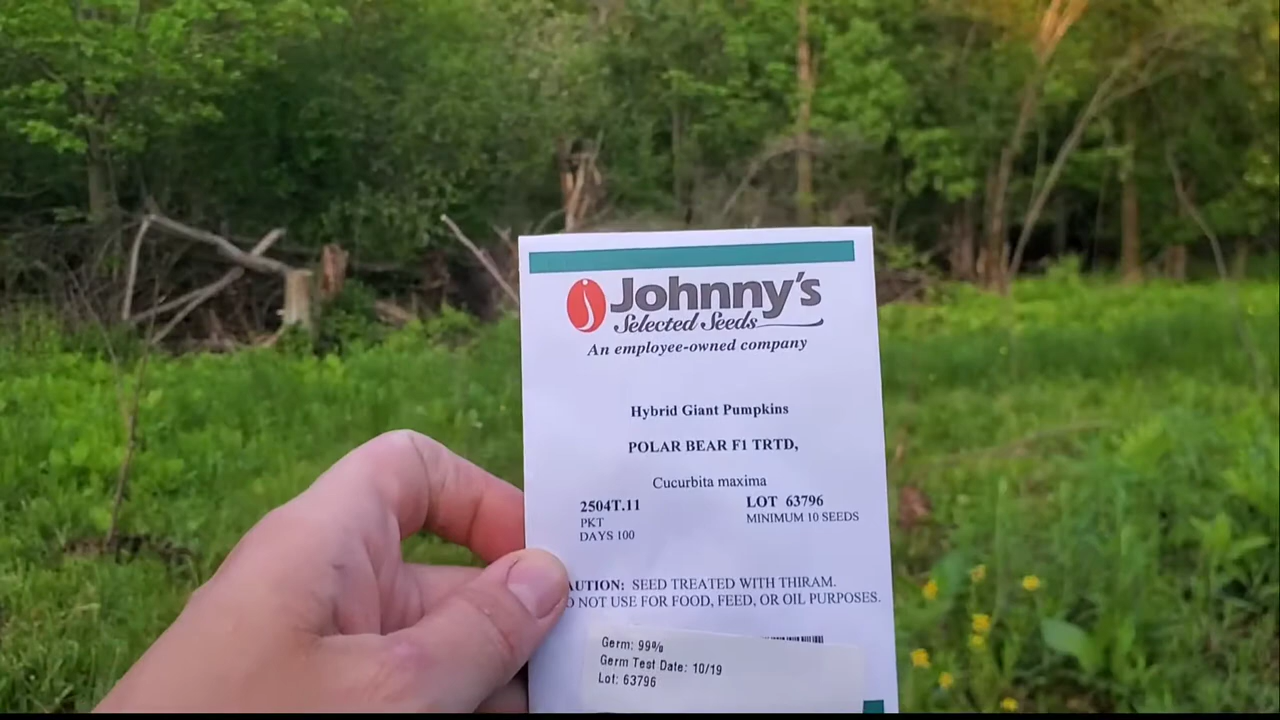 Johnny's
Selected Seeds
An employee-owned company
Hybrid Giant Pumpkins
POLAR BEAR F1 TRTD,
Cucurbita maxima
2504T.11
PKT
DAYS 100
LOT 63796
MINIMUM 10 SEEDS
AUTION: SEED TREATED WITH THIRAM.
O NOT USE FOR FOOD, FEED, OR OIL PURPOSES.
Germ: 99%
Germ Test Date: 10/19
Lot: 63796